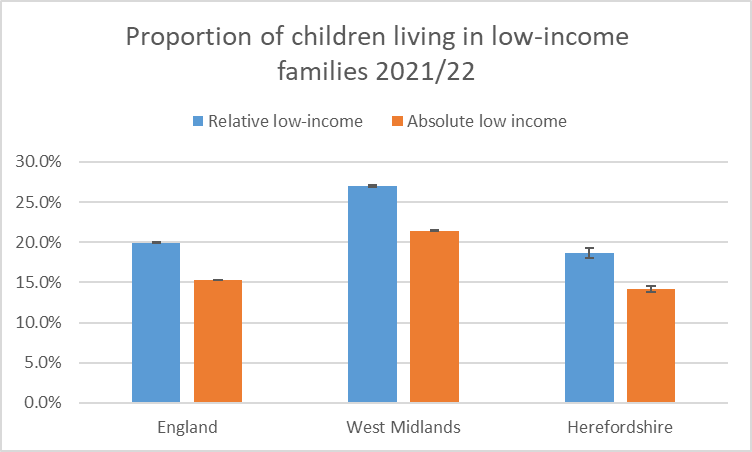 Proportion of children living in low-income
families 2021/22
Relative low-income Absolute low income
30.0%
25.0%
20.0%
15.0%
10.0%
5.0%
0.0%
England West Midlands Herefordshire